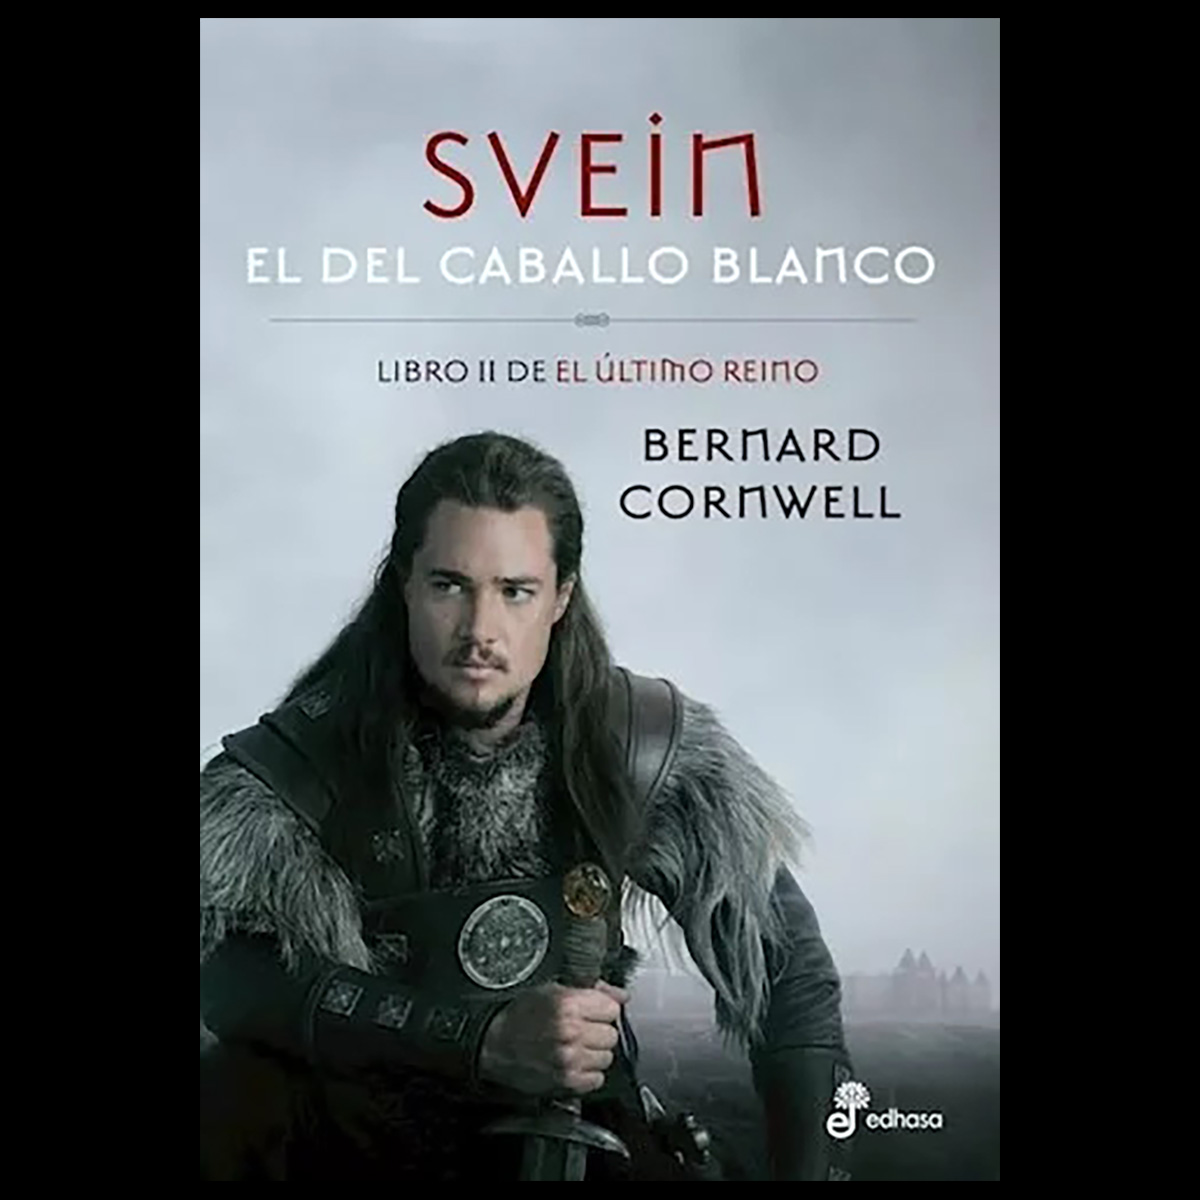 SVEIN
EL DEL CABALLO BLANCO
LIBRO II DE EL ÚLTIMO REINO
BERNARD
CORNWELL
edhasa